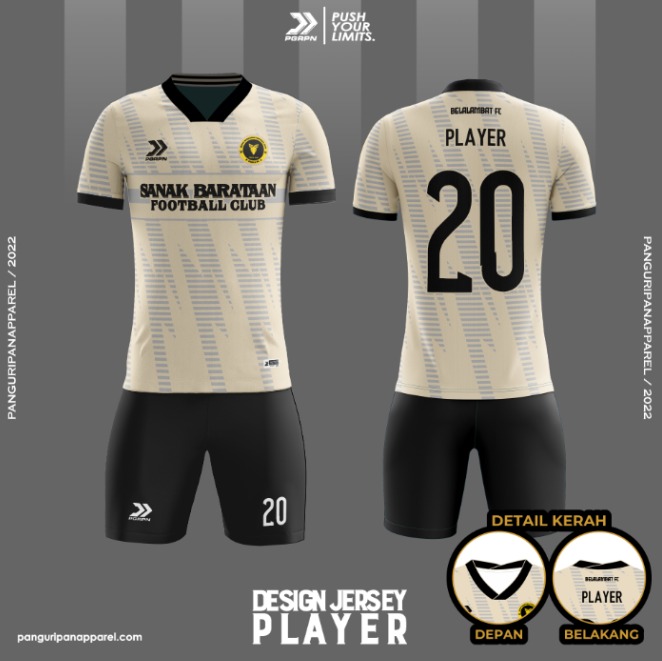 PGRPN
PUSH
YOUR
LIMITS.
PGRPN
SANAK BARATAAN
FOOTBALL CLUB
BELALAMBAT FC
PLAYER
20
PANGURIPANAPPAREL / 2022
PANGURIPANAPPAREL / 2022
PGRPN
20
DETAIL KERAH
BELALAMBAT FC
PLAYER
DEPAN
BELAKANG
DESIGN JERSEY
PLAYER
panguripanapparel.com